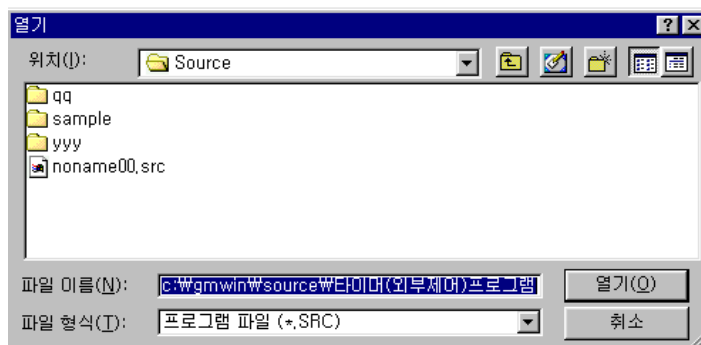 열기
위치(I): Source
qq
sample
yyy
noname00.src
파일 이름(N): c:₩gmwin₩source₩타이머(외부제어)프로그램 열기(O)
파일 형식(T): 프로그램 파일 (*.SRC) 취소